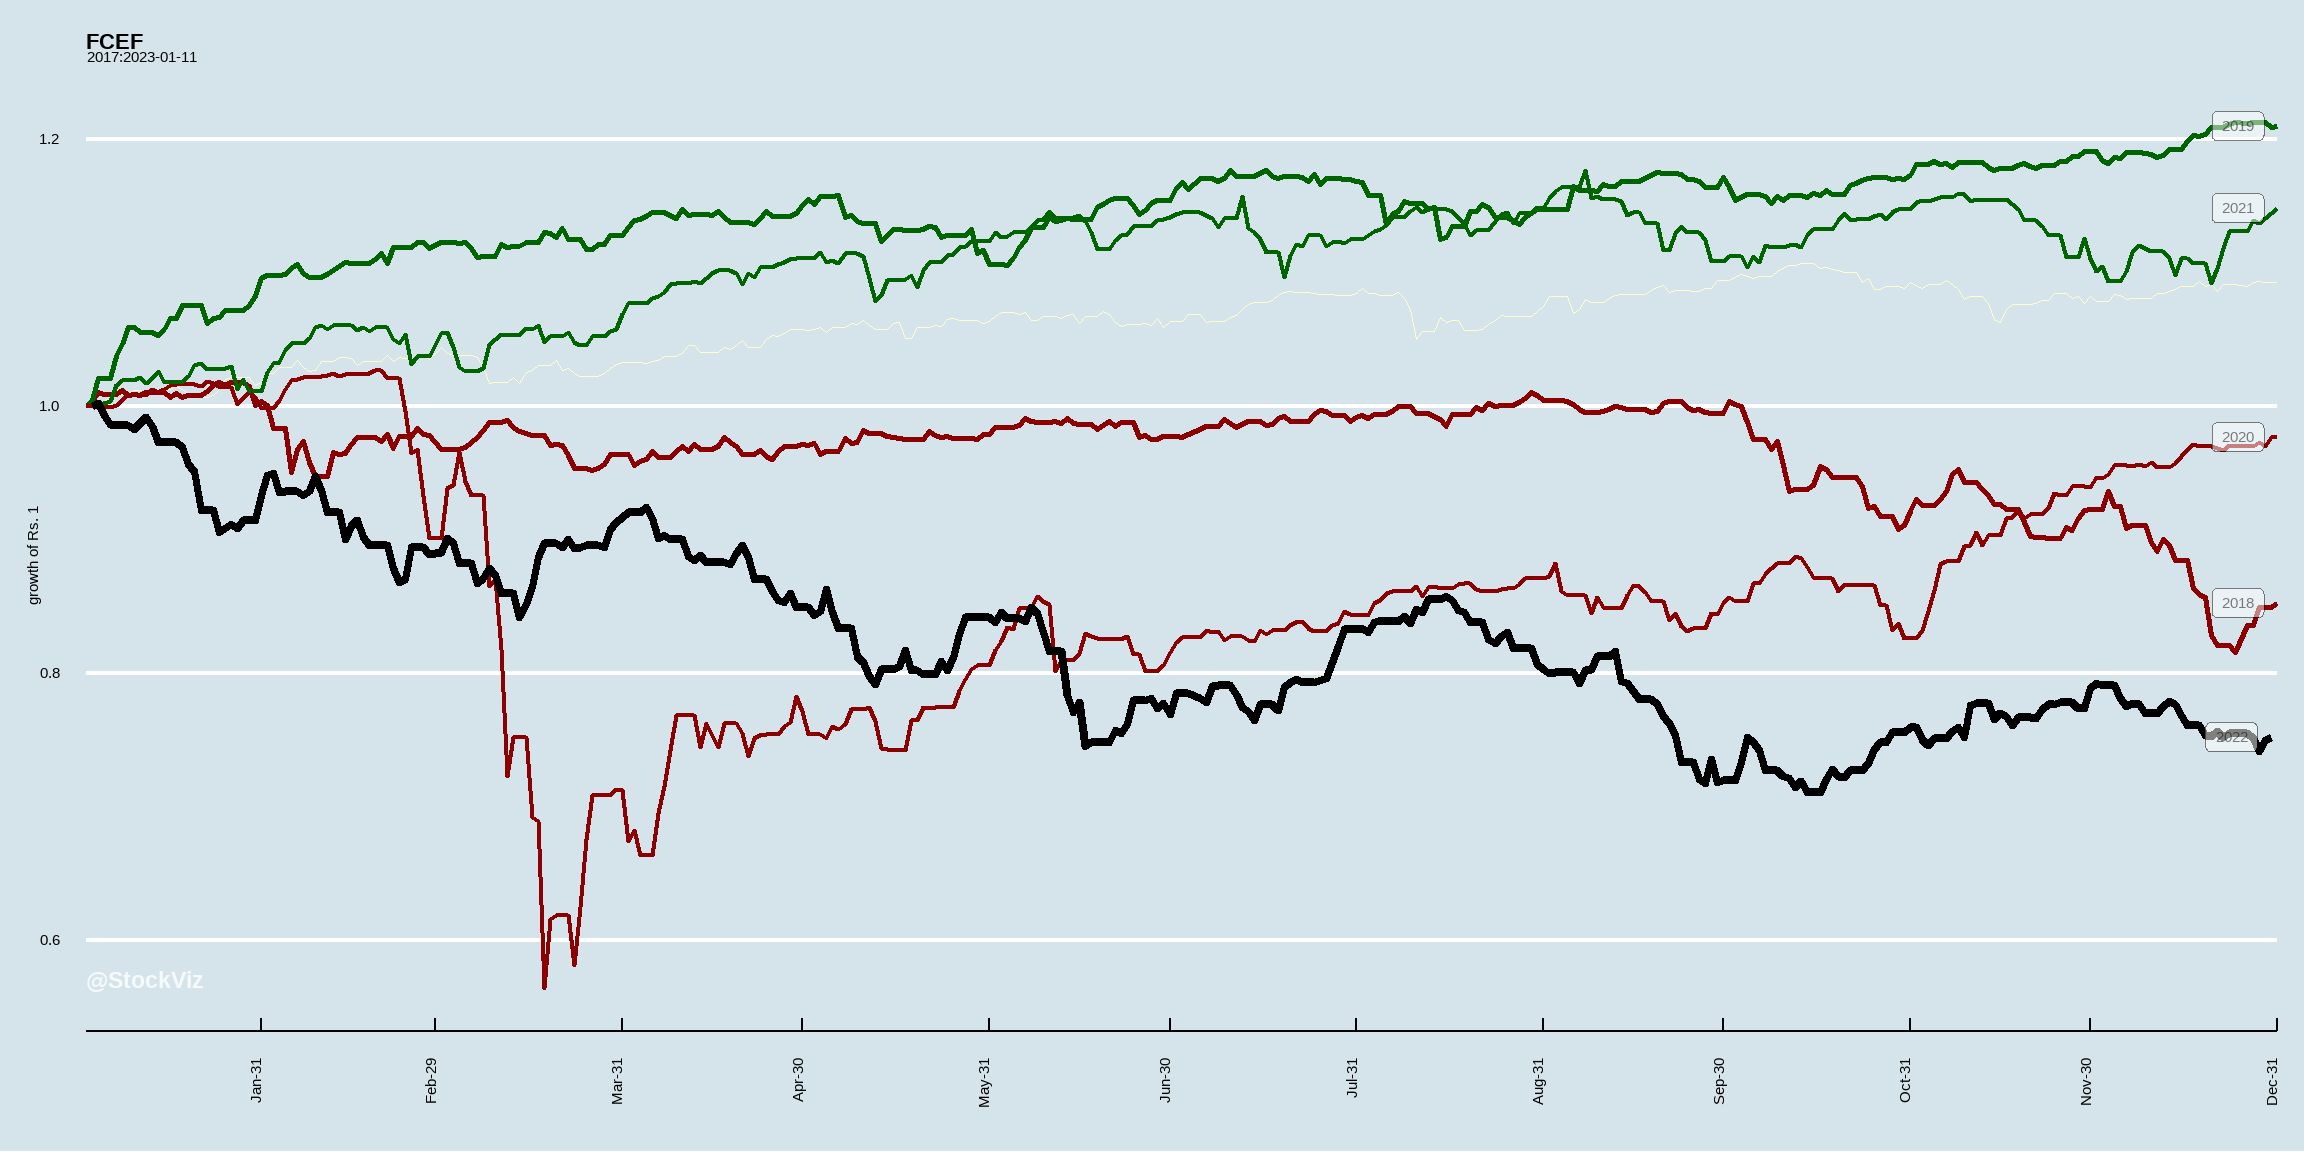 FCEF
2017:2023-01-11
growth of Rs. 1
1.2
1.0
0.8
0.6
2019
2021
2020
2018
2022
@StockViz
Jan-31
Feb-29
Mar-31
Apr-30
May-31
Jun-30
Jul-31
Aug-31
Sep-30
Oct-31
Nov-30
Dec-31